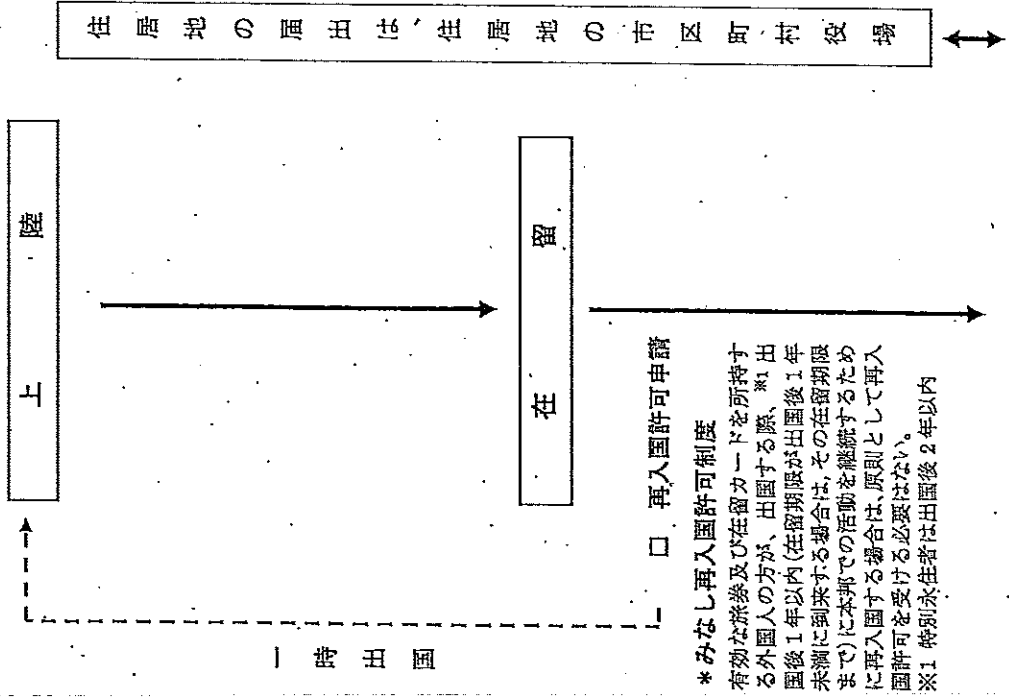 住居地の届出は、住居地の市区町村役場
上陸
在留
一時出国
□ 再入国許可申請
*みなし再入国許可制度
有効な旅券及び在留カードを所持す
る外国人の方が、出国する際、※1出
国後1年以内(在留期限が出国後1年
未満に到来する場合は、その在留期限
まで)に本邦での活動を継続するため
に再入国する場合は、原則として再入
国許可を受ける必要はない。
※1 特別永住者は出国後2年以内